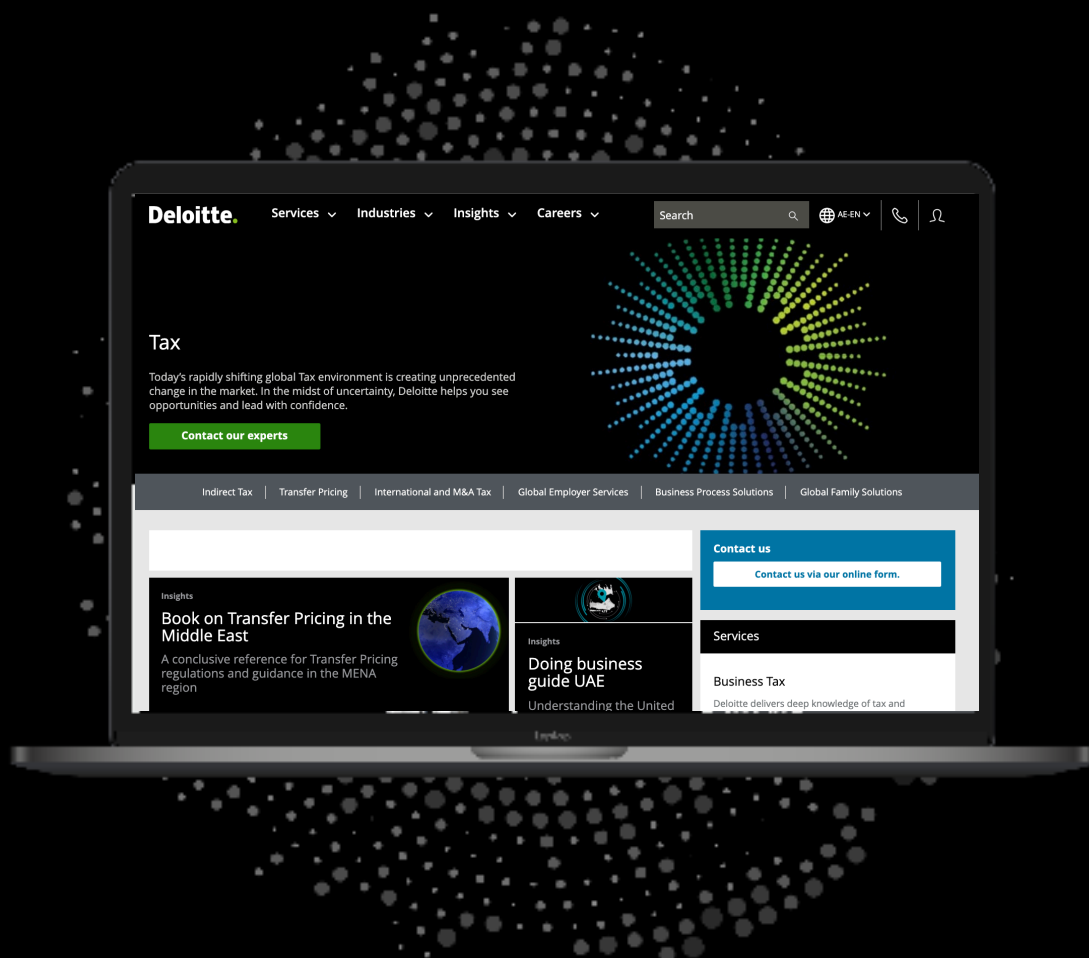 Deloitte.
Services
Industries
Insights
Careers
Search
AE-EN
Tax
Today's rapidly shifting global Tax environment is creating unprecedented
change in the market. In the midst of uncertainty, Deloitte helps you see
opportunities and lead with confidence.
Contact our experts
Indirect Tax
Transfer Pricing
International and M&A Tax
Global Employer Services
Business Process Solutions
Global Family Solutions
Insights
Book on Transfer Pricing in the
Middle East
A conclusive reference for Transfer Pricing
regulations and guidance in the MENA
region
Insights
Doing business
guide UAE
Understanding the United
Contact us
Contact us via our online form.
Services
Business Tax
Deloitte delivers deep knowledge of tax and